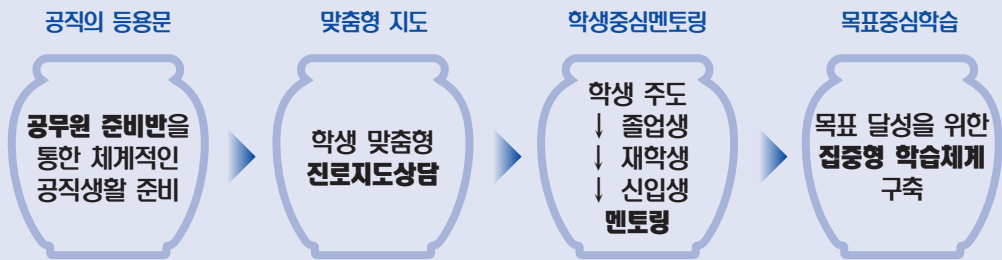 공직의 등용문
공무원 준비반을
통한 체계적인
공직생활 준비
맞춤형 지도
학생 맞춤형
진로지도상담
학생중심멘토링
학생 주도
↓ 졸업생
↓ 재학생
↓ 신입생
멘토링
목표중심학습
목표 달성을 위한
집중형 학습체계
구축